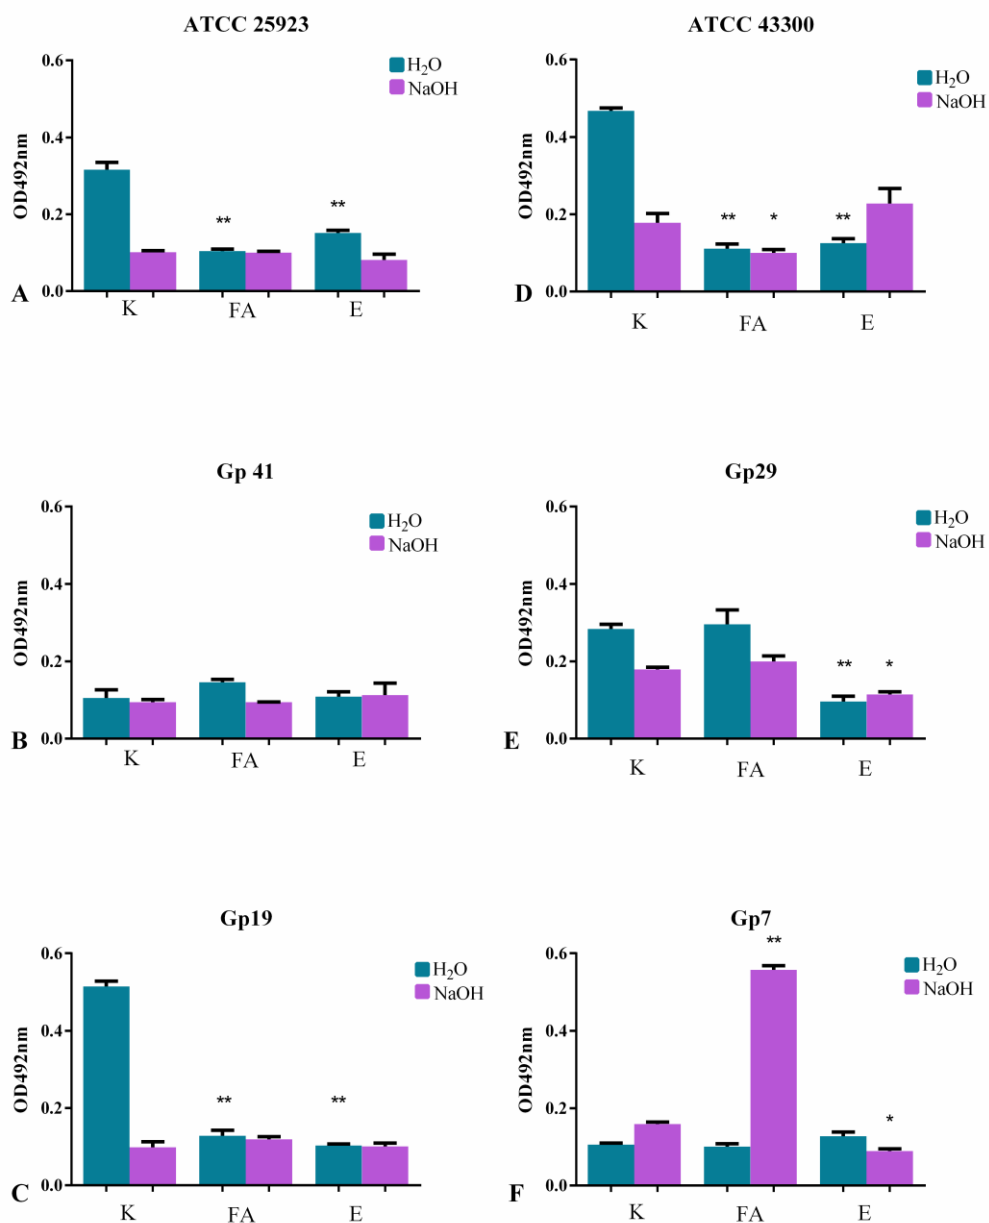 ATCC 25923
H₂O
NaOH
0.6
0.4
0.2
0.0
OD492nm
**
**
A
K FA E
ATCC 43300
H₂O
NaOH
0.6
0.4
0.2
0.0
OD492nm
** * **
D
K FA E
Gp 41
H₂O
NaOH
0.6
0.4
0.2
0.0
OD492nm
B
K FA E
Gp29
H₂O
NaOH
0.6
0.4
0.2
0.0
OD492nm
** *
E
K FA E
Gp19
H₂O
NaOH
0.6
0.4
0.2
0.0
OD492nm
** **
C
K FA E
Gp7
**
H₂O
NaOH
0.6
0.4
0.2
0.0
OD492nm
*
F
K FA E